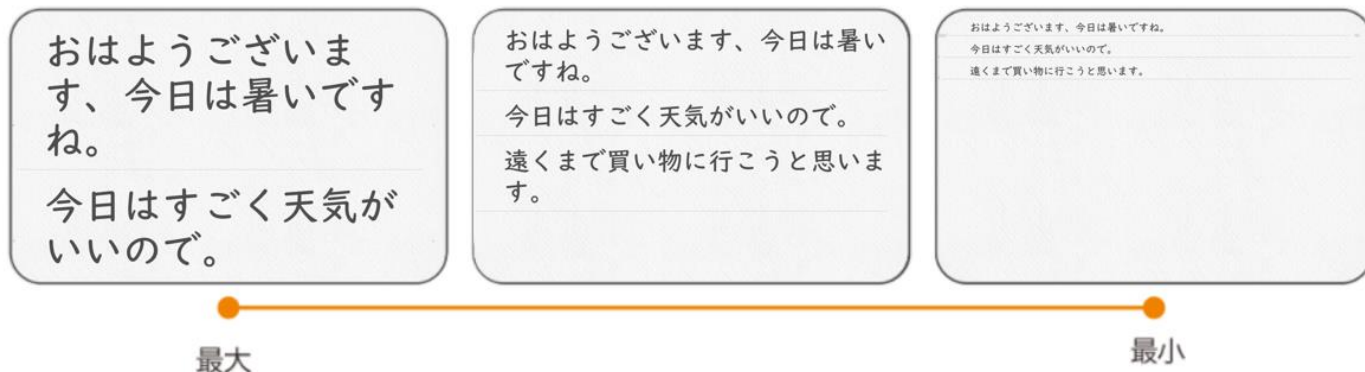 おはようございま
す、今日は暑いです
ね。
今日はすごく天気が
いいので。
おはようございます、今日は暑い
ですね。
今日はすごく天気がいいので。
遠くまで買い物に行こうと思いま
す。
おはようございます、今日は暑いですね。
今日はすごく天気がいいので。
遠くまで買い物に行こうと思います。
最大
最小